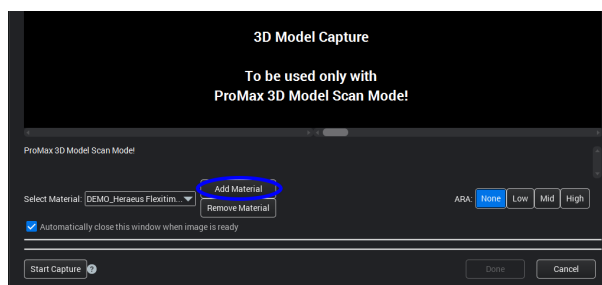 3D Model Capture
To be used only with
ProMax 3D Model Scan Mode!
ProMax 3D Model Scan Mode!
Select Material: DEMO_Heraeus Flexitim...
Add Material
Remove Material
ARA: None Low Mid High
Automatically close this window when image is ready
Start Capture ? Done Cancel